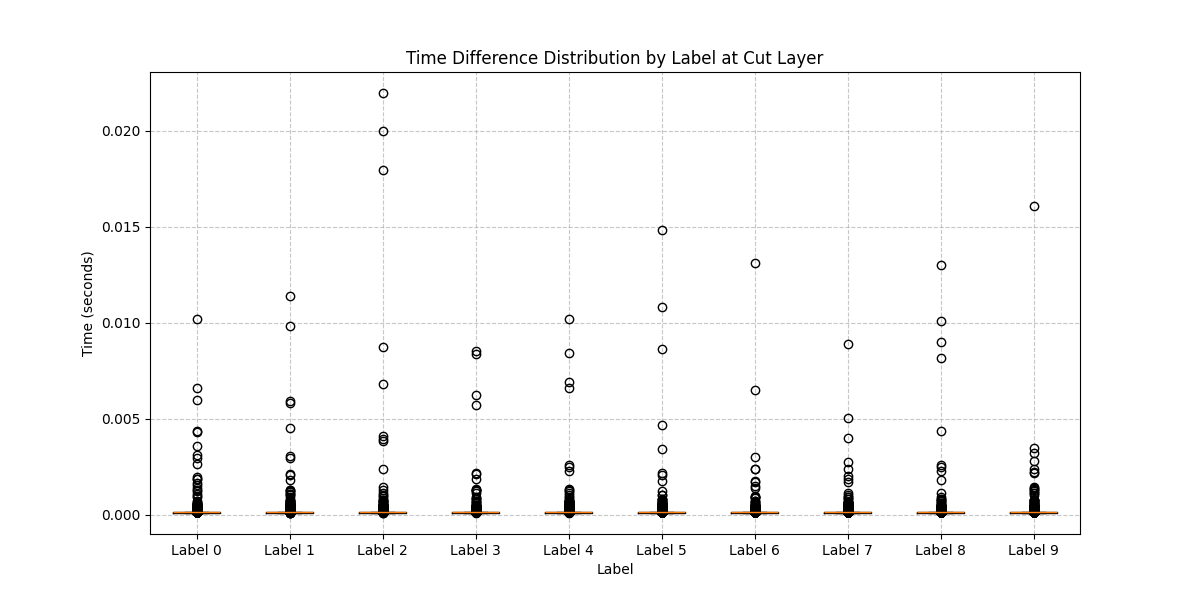 Time Difference Distribution by Label at Cut Layer
Time (seconds)
0.020
0.015
0.010
0.005
0.000
Label 0 Label 1 Label 2 Label 3 Label 4 Label 5 Label 6 Label 7 Label 8 Label 9
Label